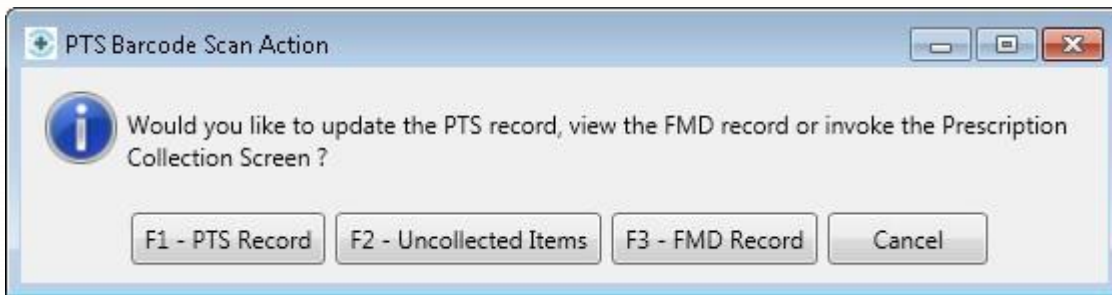 PTS Barcode Scan Action
Would you like to update the PTS record, view the FMD record or invoke the Prescription
Collection Screen ?
F1 - PTS Record F2 - Uncollected Items F3 - FMD Record Cancel